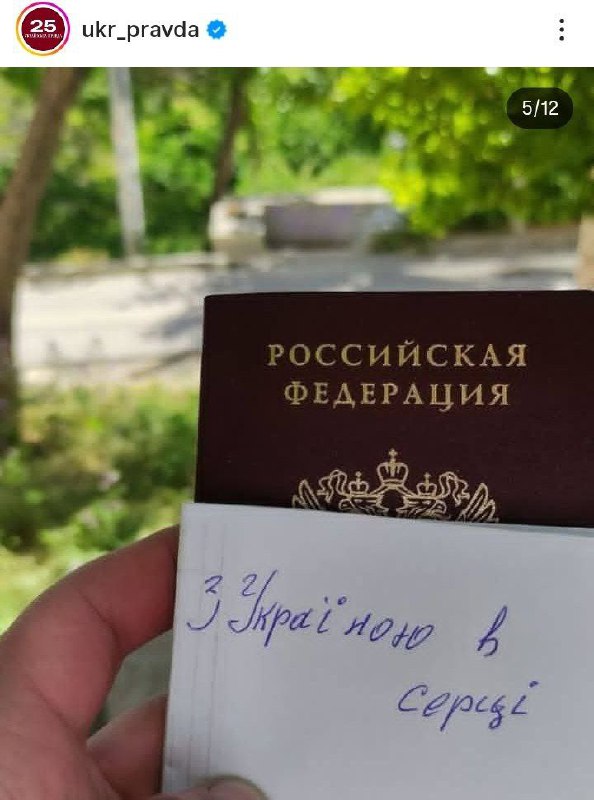 25
ukr_pravda
5/12
РОССИЙСКАЯ
ФЕДЕРАЦИЯ
З Україною в
серці